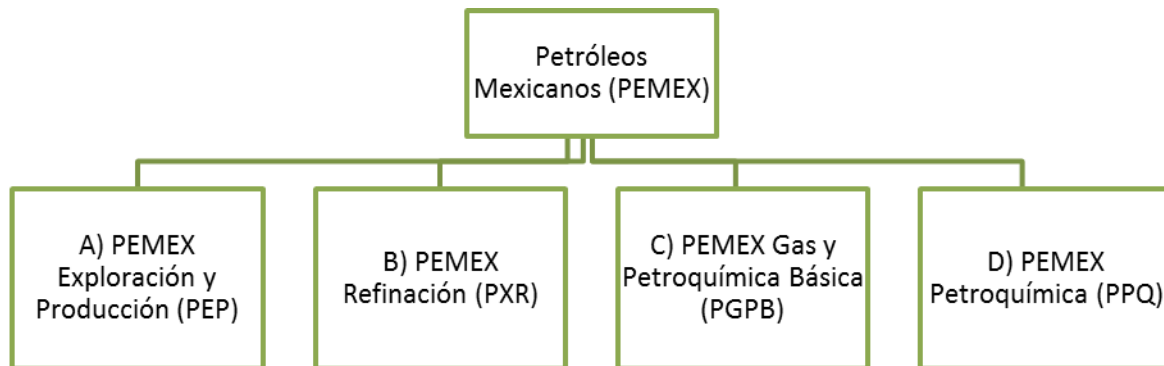 Petróleos
Mexicanos (PEMEX)
A) PEMEX
Exploración y
Producción (PEP)
B) PEMEX
Refinación (PXR)
C) PEMEX Gas y
Petroquímica Básica
(PGPB)
D) PEMEX
Petroquímica (PPQ)